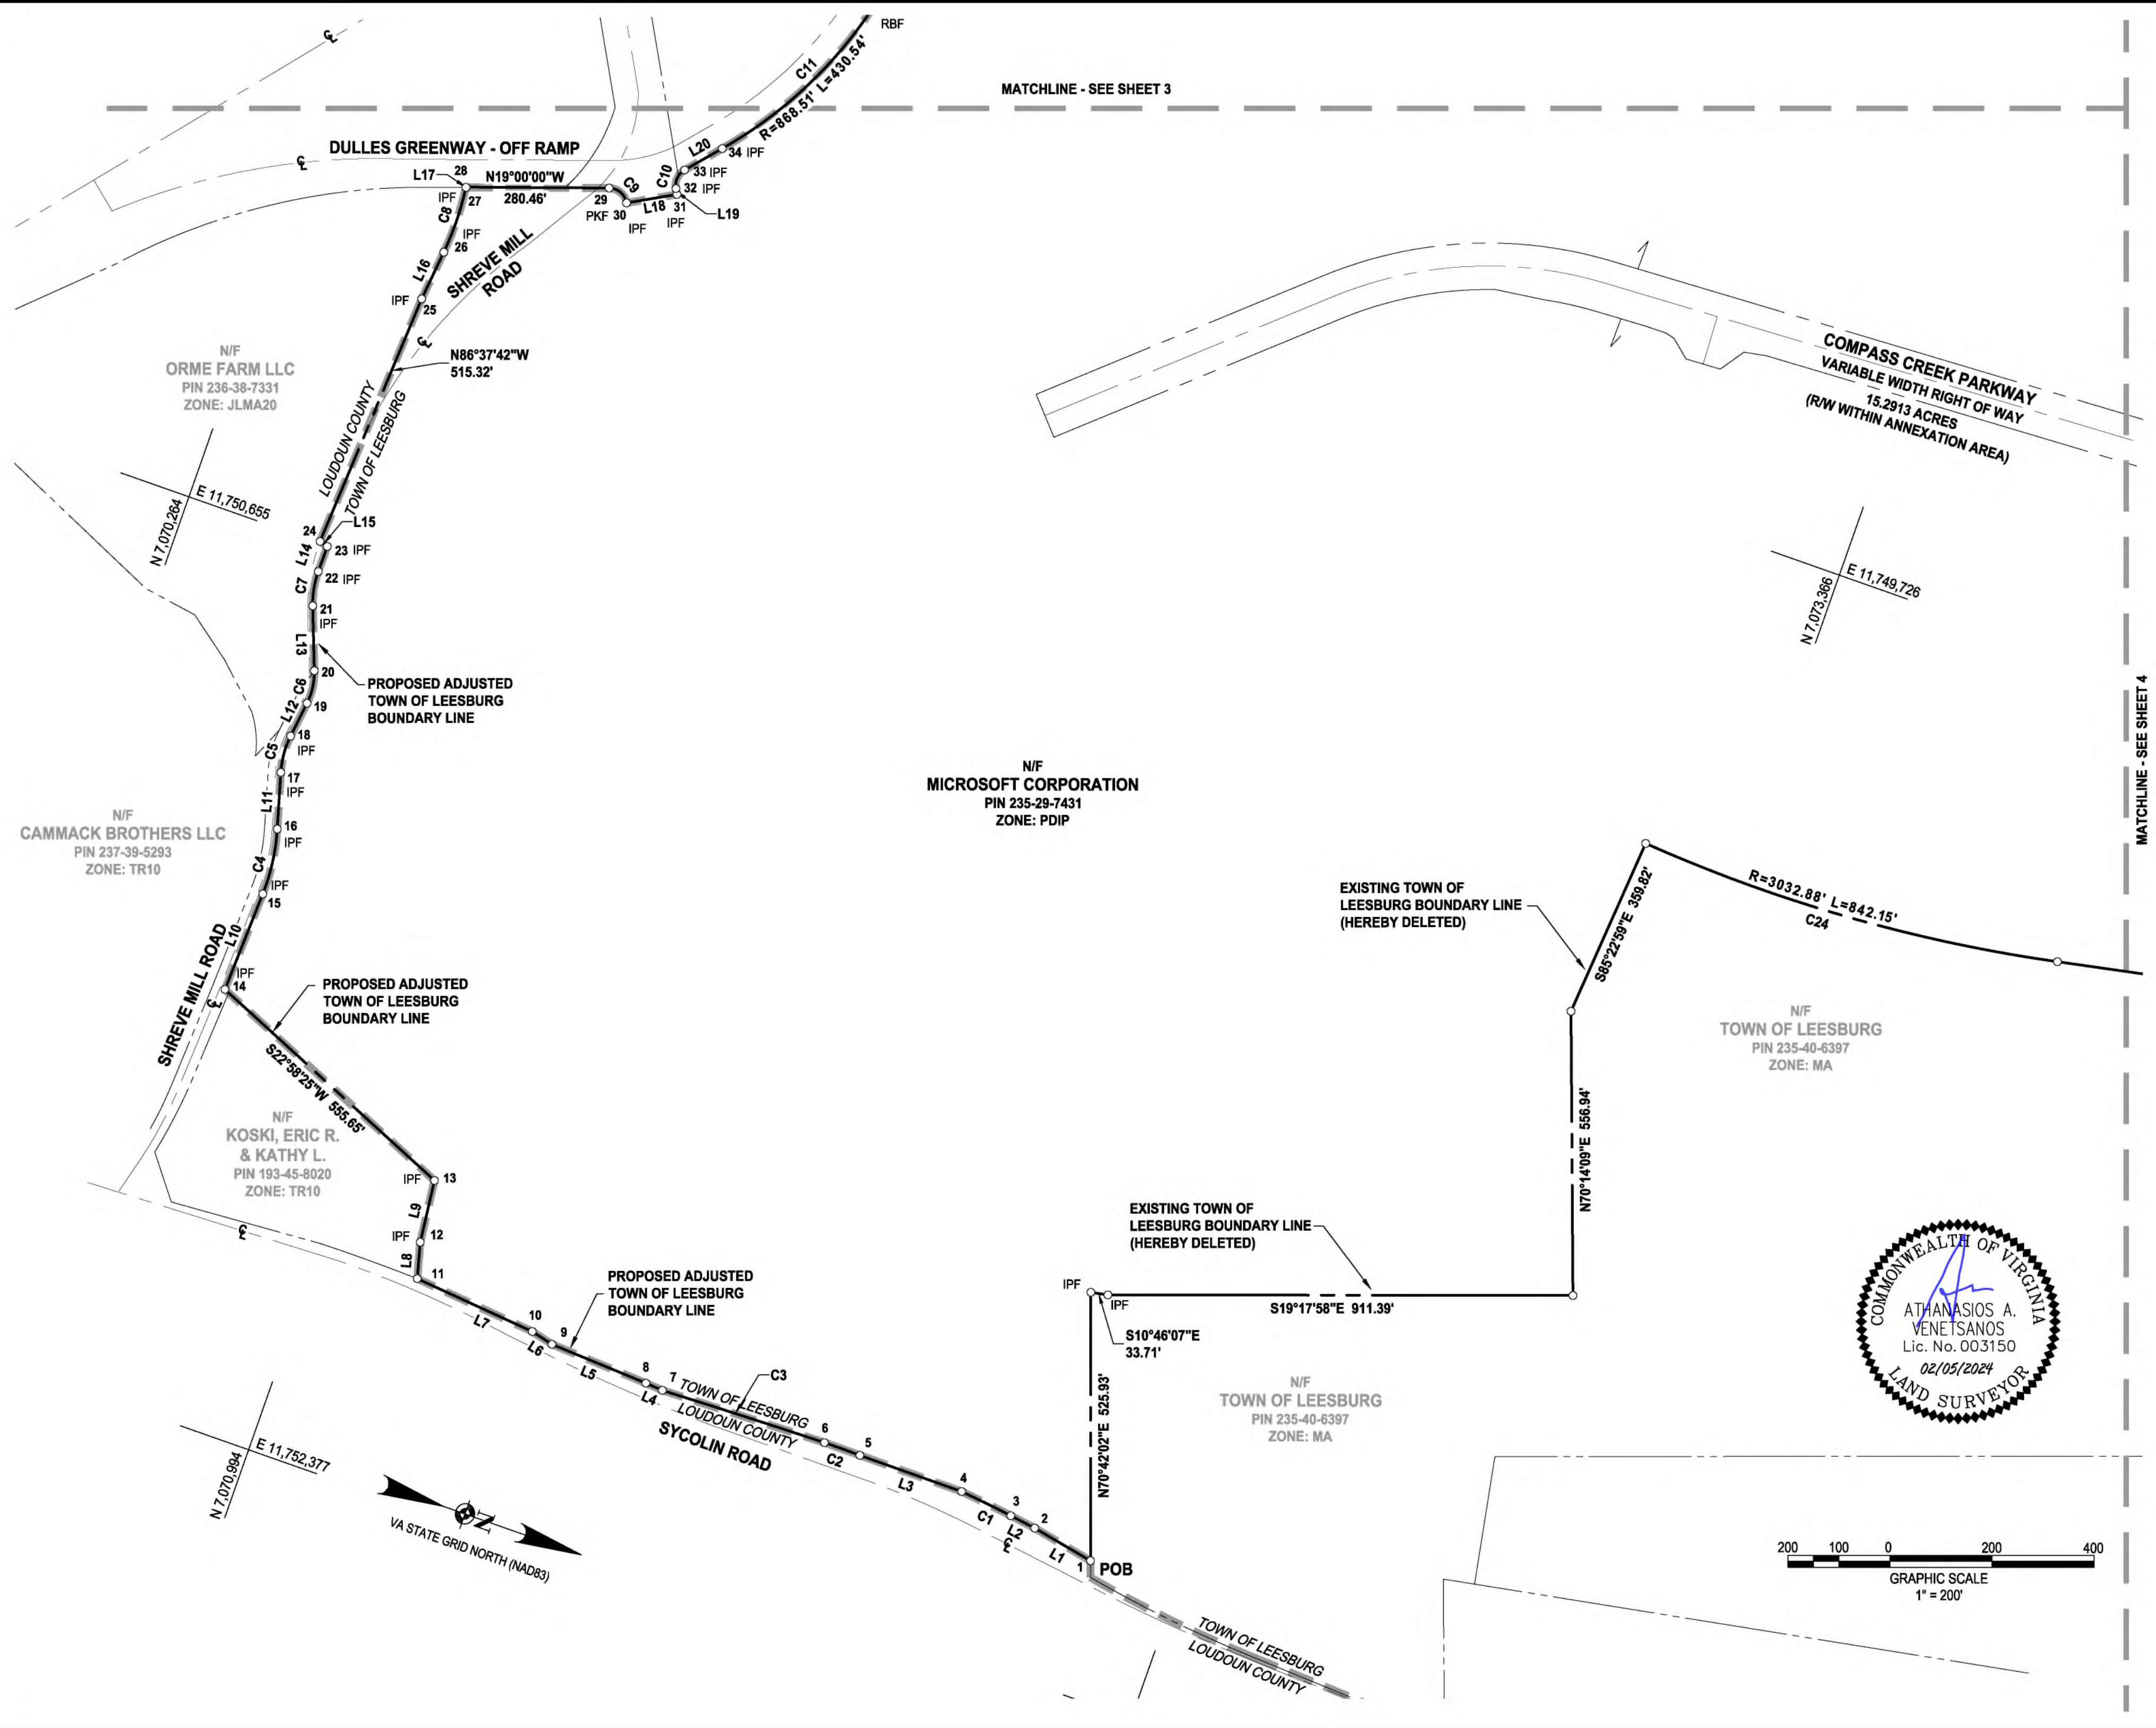 RBF
C11
R=868.51' L=430.54'
MATCHLINE - SEE SHEET 3
DULLES GREENWAY - OFF RAMP
L20
34 IPF
C10
33 IPF
32 IPF
31
IPF
L19
L18
C9
28
L17
N19°00'00"W
280.46'
29
PKF 30
IPF
IPF
27
C8
IPF
26
L16
SHREVE MILL
ROAD
IPF
25
N86°37'42"W
515.32'
LOUDOUN COUNTY
TOWN OF LEESBURG
N/F
ORME FARM LLC
PIN 236-38-7331
ZONE: JLMA20
E 11,750,655
N 7,070,264
24
L15
L14
23 IPF
22 IPF
C7
21
IPF
L13
20
C6
19
L12
18
IPF
C5
17
IPF
L11
16
IPF
C4
IPF
15
L10
IPF
14
PROPOSED ADJUSTED
TOWN OF LEESBURG
BOUNDARY LINE
COMPASS CREEK PARKWAY
VARIABLE WIDTH RIGHT OF WAY
15.2913 ACRES
(R/W WITHIN ANNEXATION AREA)
E 11,749,726
N 7,073,366
MATCHLINE - SEE SHEET 4
N/F
MICROSOFT CORPORATION
PIN 235-29-7431
ZONE: PDIP
N/F
CAMMACK BROTHERS LLC
PIN 237-39-5293
ZONE: TR10
SHREVE MILL ROAD
PROPOSED ADJUSTED
TOWN OF LEESBURG
BOUNDARY LINE
S22°58'25"W 555.65'
EXISTING TOWN OF
LEESBURG BOUNDARY LINE
(HEREBY DELETED)
S85°22'59"E 359.82'
R=3032.88' L=842.15'
C24
N/F
TOWN OF LEESBURG
PIN 235-40-6397
ZONE: MA
N70°14'09"E 556.94'
N/F
KOSKI, ERIC R.
& KATHY L.
PIN 193-45-8020
ZONE: TR10
IPF
13
L9
IPF
12
L8
11
PROPOSED ADJUSTED
TOWN OF LEESBURG
BOUNDARY LINE
L7
10
9
L6
L5
8
7
L4
C3
TOWN OF LEESBURG
LOUDOUN COUNTY
SYCOLIN ROAD
6
5
C2
L3
4
C1
3
L2
2
L1
1
POB
EXISTING TOWN OF
LEESBURG BOUNDARY LINE
(HEREBY DELETED)
IPF
IPF
S19°17'58"E 911.39'
S10°46'07"E
33.71'
N70°42'02"E 525.93'
N/F
TOWN OF LEESBURG
PIN 235-40-6397
ZONE: MA
COMMONWEALTH OF VIRGINIA
ATHANASIOS A.
VENETSANOS
Lic. No. 003150
02/05/2024
LAND SURVEYOR
E 11,752,377
N 7,070,994
N
VA STATE GRID NORTH (NAD83)
TOWN OF LEESBURG
LOUDOUN COUNTY
200 100 0 200 400
GRAPHIC SCALE
1" = 200'